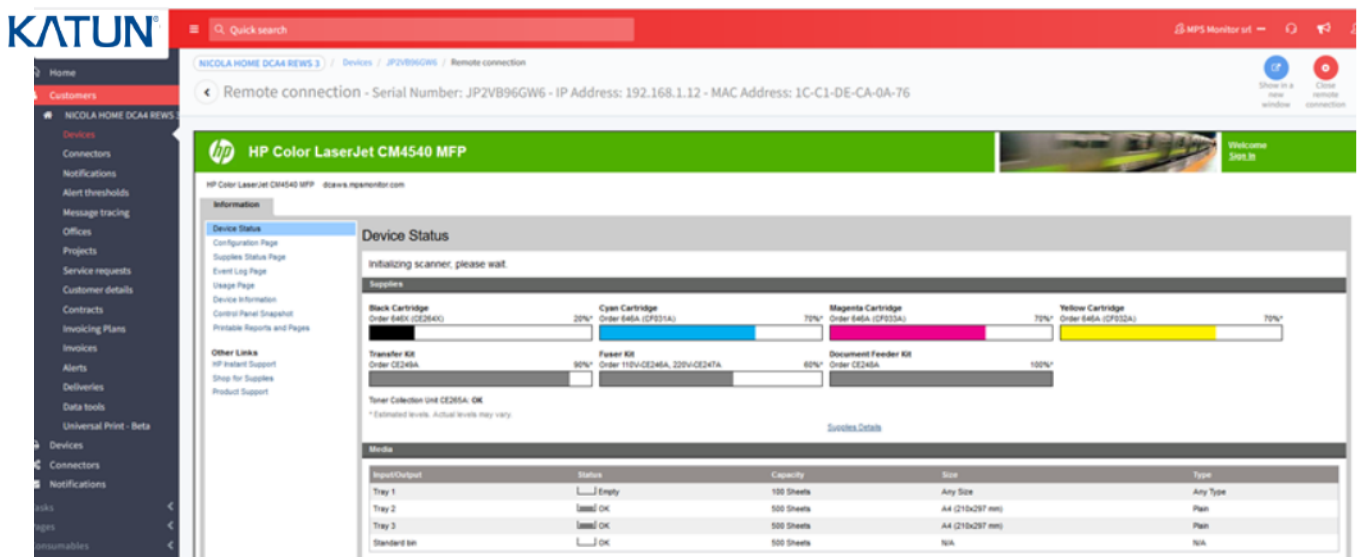 KATUN®
Quick search
MPS Monitor srl
NICOLA HOME DCA4 REWS 3 / Devices / JP2VB96GW6 / Remote connection
Remote connection - Serial Number: JP2VB96GW6 - IP Address: 192.168.1.12 - MAC Address: 1C-C1-DE-CA-0A-76
Show in a new window
Close remote connection
Home
Customers
NICOLA HOME DCA4 REWS 3
Devices
Connectors
Notifications
Alert thresholds
Message tracing
Offices
Projects
Service requests
Customer details
Contracts
Invoicing Plans
Invoices
Alerts
Deliveries
Data tools
Universal Print - Beta
Devices
Connectors
Notifications
asks
ages
onsumables
hp HP Color LaserJet CM4540 MFP
Welcome
Sign In
HP Color LaserJet CM4540 MFP dcaws.mpsmonitor.com
Information
Device Status
Configuration Page
Supplies Status Page
Event Log Page
Usage Page
Device Information
Control Panel Snapshot
Printable Reports and Pages
Other Links
HP Instant Support
Shop for Supplies
Product Support
Device Status
Initializing scanner, please wait.
Supplies
Black Cartridge
Order 646X (CE264X) 20%*
Cyan Cartridge
Order 646A (CF031A) 70%*
Magenta Cartridge
Order 646A (CF033A) 70%*
Yellow Cartridge
Order 646A (CF032A) 70%*
Transfer Kit
Order CE249A 90%*
Fuser Kit
Order 110V-CE246A, 220V-CE247A 60%*
Document Feeder Kit
Order CE248A 100%*
Toner Collection Unit CE265A: OK
* Estimated levels. Actual levels may vary.
Supplies Details
Media
Input/Output Status Capacity Size Type
Tray 1 Empty 100 Sheets Any Size Any Type
Tray 2 OK 500 Sheets A4 (210x297 mm) Plain
Tray 3 OK 500 Sheets A4 (210x297 mm) Plain
Standard bin OK 500 Sheets N/A N/A